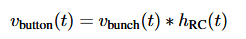 v_button(t) = v_bunch(t) * h_RC(t)